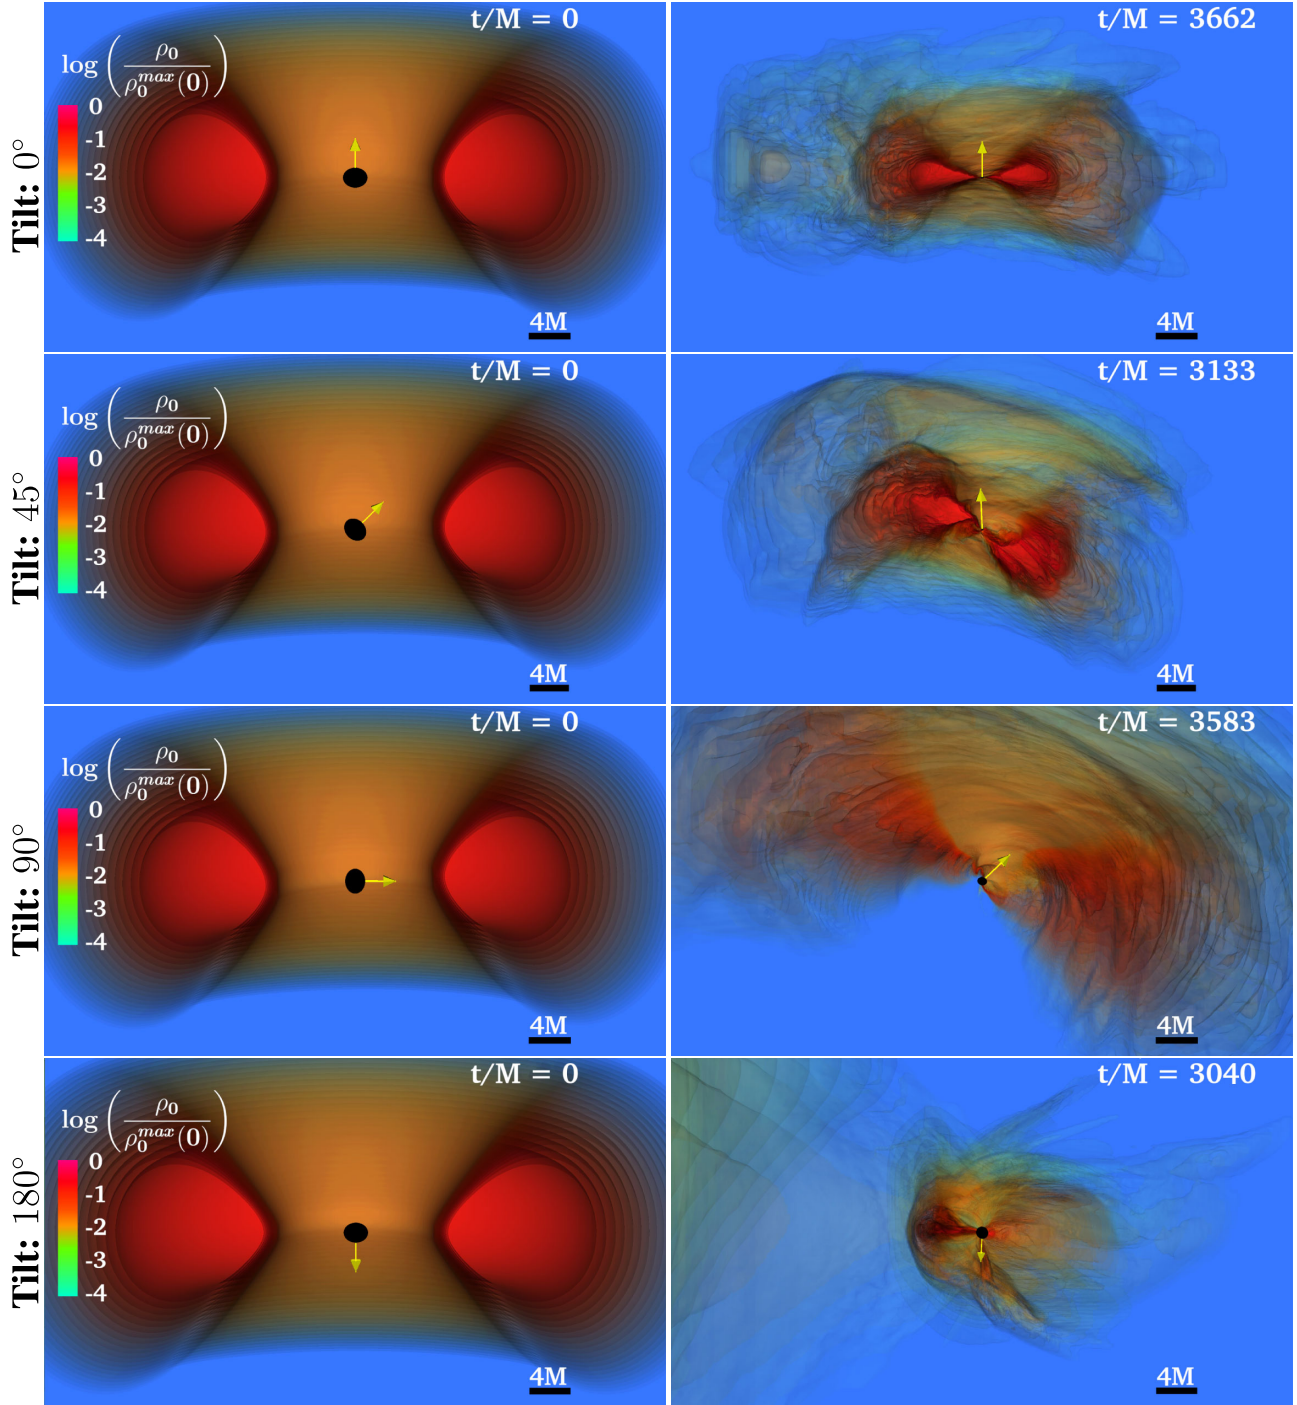 Tilt: 0°
t/M = 0
log(ρ₀/ρ₀ᵐᵃˣ(0))
0
-1
-2
-3
-4
4M
t/M = 3662
4M
Tilt: 45°
t/M = 0
log(ρ₀/ρ₀ᵐᵃˣ(0))
0
-1
-2
-3
-4
4M
t/M = 3133
4M
Tilt: 90°
t/M = 0
log(ρ₀/ρ₀ᵐᵃˣ(0))
0
-1
-2
-3
-4
4M
t/M = 3583
4M
Tilt: 180°
t/M = 0
log(ρ₀/ρ₀ᵐᵃˣ(0))
0
-1
-2
-3
-4
4M
t/M = 3040
4M